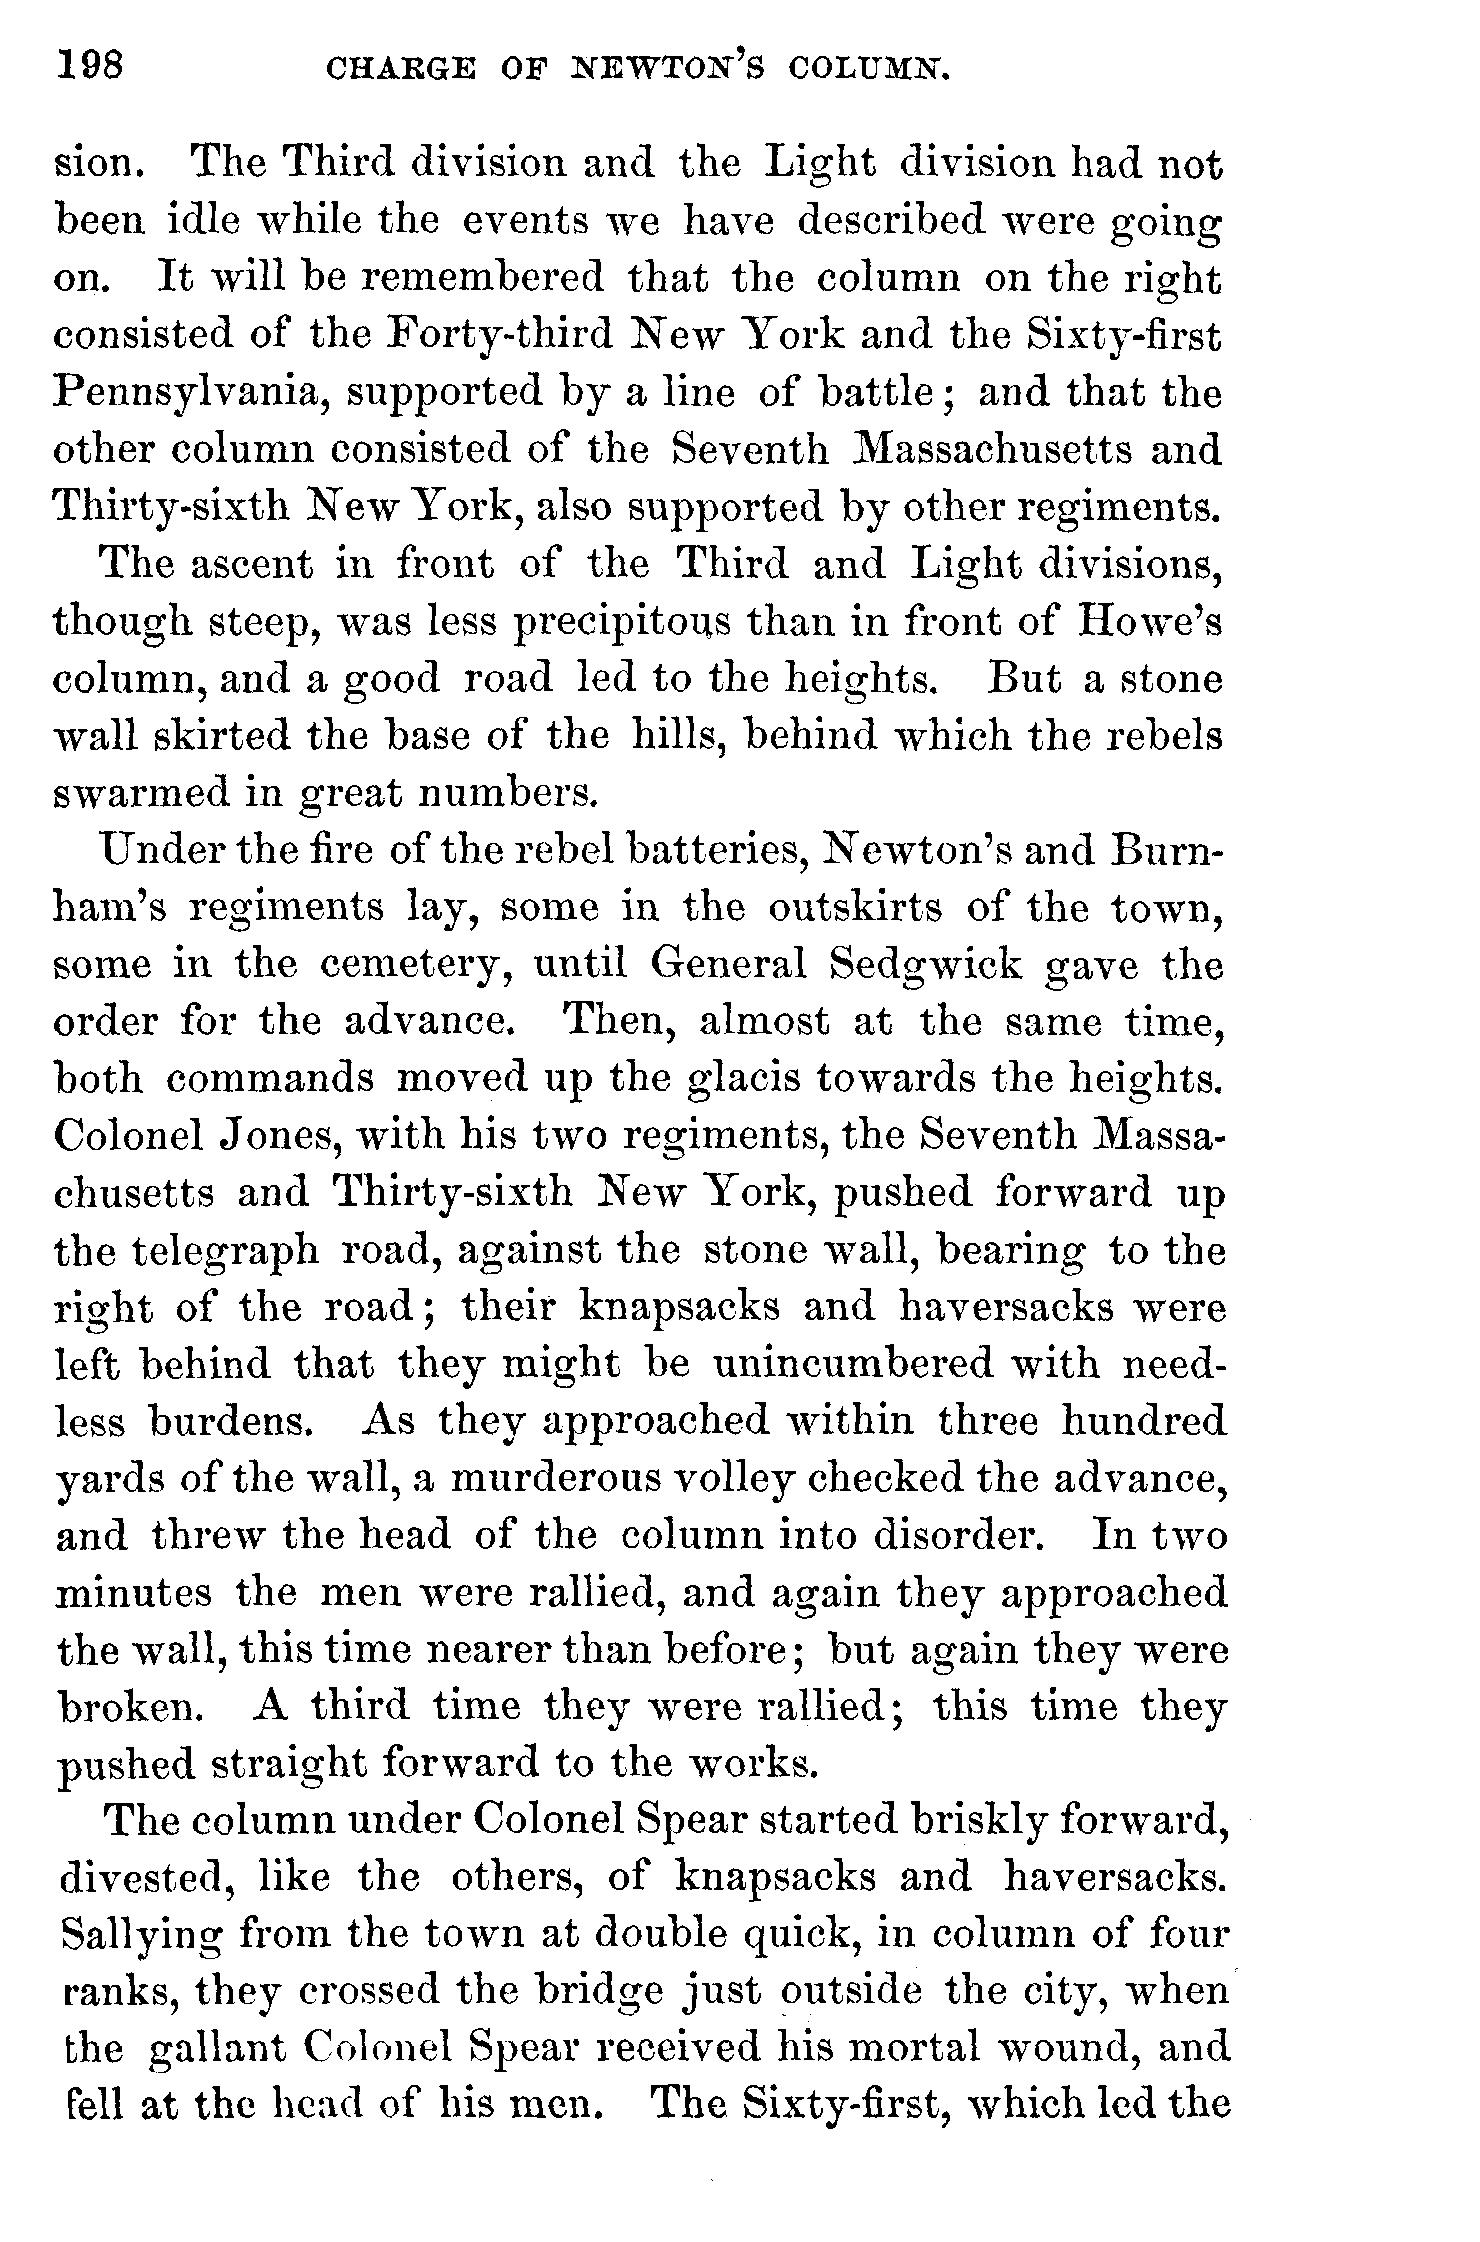 198 CHARGE OF NEWTON'S COLUMN.
sion. The Third division and the Light division had not
been idle while the events we have described were going
on. It will be remembered that the column on the right
consisted of the Forty-third New York and the Sixty-first
Pennsylvania, supported by a line of battle; and that the
other column consisted of the Seventh Massachusetts and
Thirty-sixth New York, also supported by other regiments.
The ascent in front of the Third and Light divisions,
though steep, was less precipitous than in front of Howe's
column, and a good road led to the heights. But a stone
wall skirted the base of the hills, behind which the rebels
swarmed in great numbers.
Under the fire of the rebel batteries, Newton's and Burn-
ham's regiments lay, some in the outskirts of the town,
some in the cemetery, until General Sedgwick gave the
order for the advance. Then, almost at the same time,
both commands moved up the glacis towards the heights.
Colonel Jones, with his two regiments, the Seventh Massa-
chusetts and Thirty-sixth New York, pushed forward up
the telegraph road, against the stone wall, bearing to the
right of the road; their knapsacks and haversacks were
left behind that they might be unincumbered with need-
less burdens. As they approached within three hundred
yards of the wall, a murderous volley checked the advance,
and threw the head of the column into disorder. In two
minutes the men were rallied, and again they approached
the wall, this time nearer than before; but again they were
broken. A third time they were rallied; this time they
pushed straight forward to the works.
The column under Colonel Spear started briskly forward,
divested, like the others, of knapsacks and haversacks.
Sallying from the town at double quick, in column of four
ranks, they crossed the bridge just outside the city, when
the gallant Colonel Spear received his mortal wound, and
fell at the head of his men. The Sixty-first, which led the